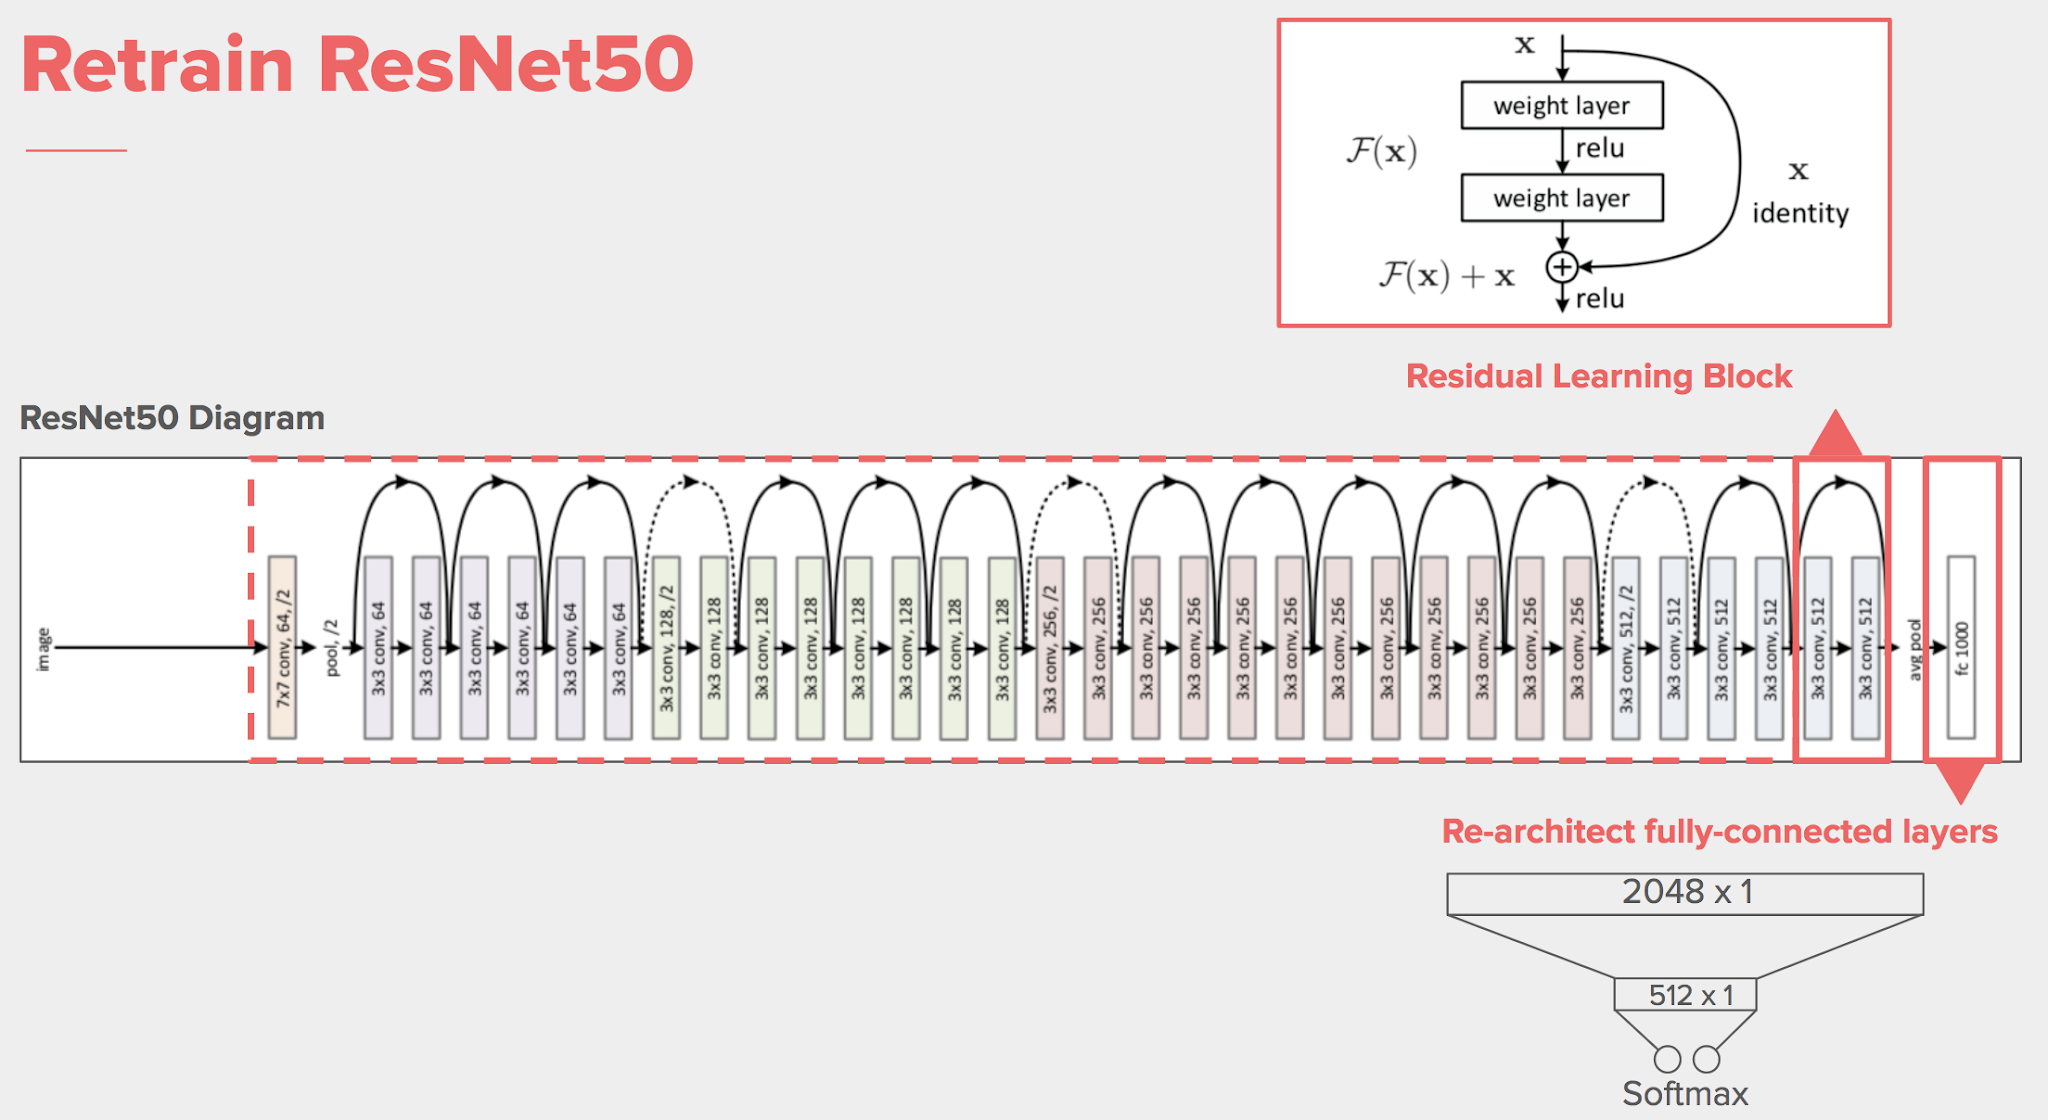 Retrain ResNet50
x
weight layer
relu
F(x)
weight layer
x
identity
F(x) + x
relu
Residual Learning Block
ResNet50 Diagram
image
7x7 conv, 64, /2
pool, /2
3x3 conv, 64
3x3 conv, 64
3x3 conv, 64
3x3 conv, 64
3x3 conv, 64
3x3 conv, 64
3x3 conv, 128, /2
3x3 conv, 128
3x3 conv, 128
3x3 conv, 128
3x3 conv, 128
3x3 conv, 128
3x3 conv, 128
3x3 conv, 128
3x3 conv, 256, /2
3x3 conv, 256
3x3 conv, 256
3x3 conv, 256
3x3 conv, 256
3x3 conv, 256
3x3 conv, 256
3x3 conv, 256
3x3 conv, 256
3x3 conv, 256
3x3 conv, 256
3x3 conv, 256
3x3 conv, 512, /2
3x3 conv, 512
3x3 conv, 512
3x3 conv, 512
3x3 conv, 512
3x3 conv, 512
avg pool
fc 1000
Re-architect fully-connected layers
2048 x 1
512 x 1
Softmax